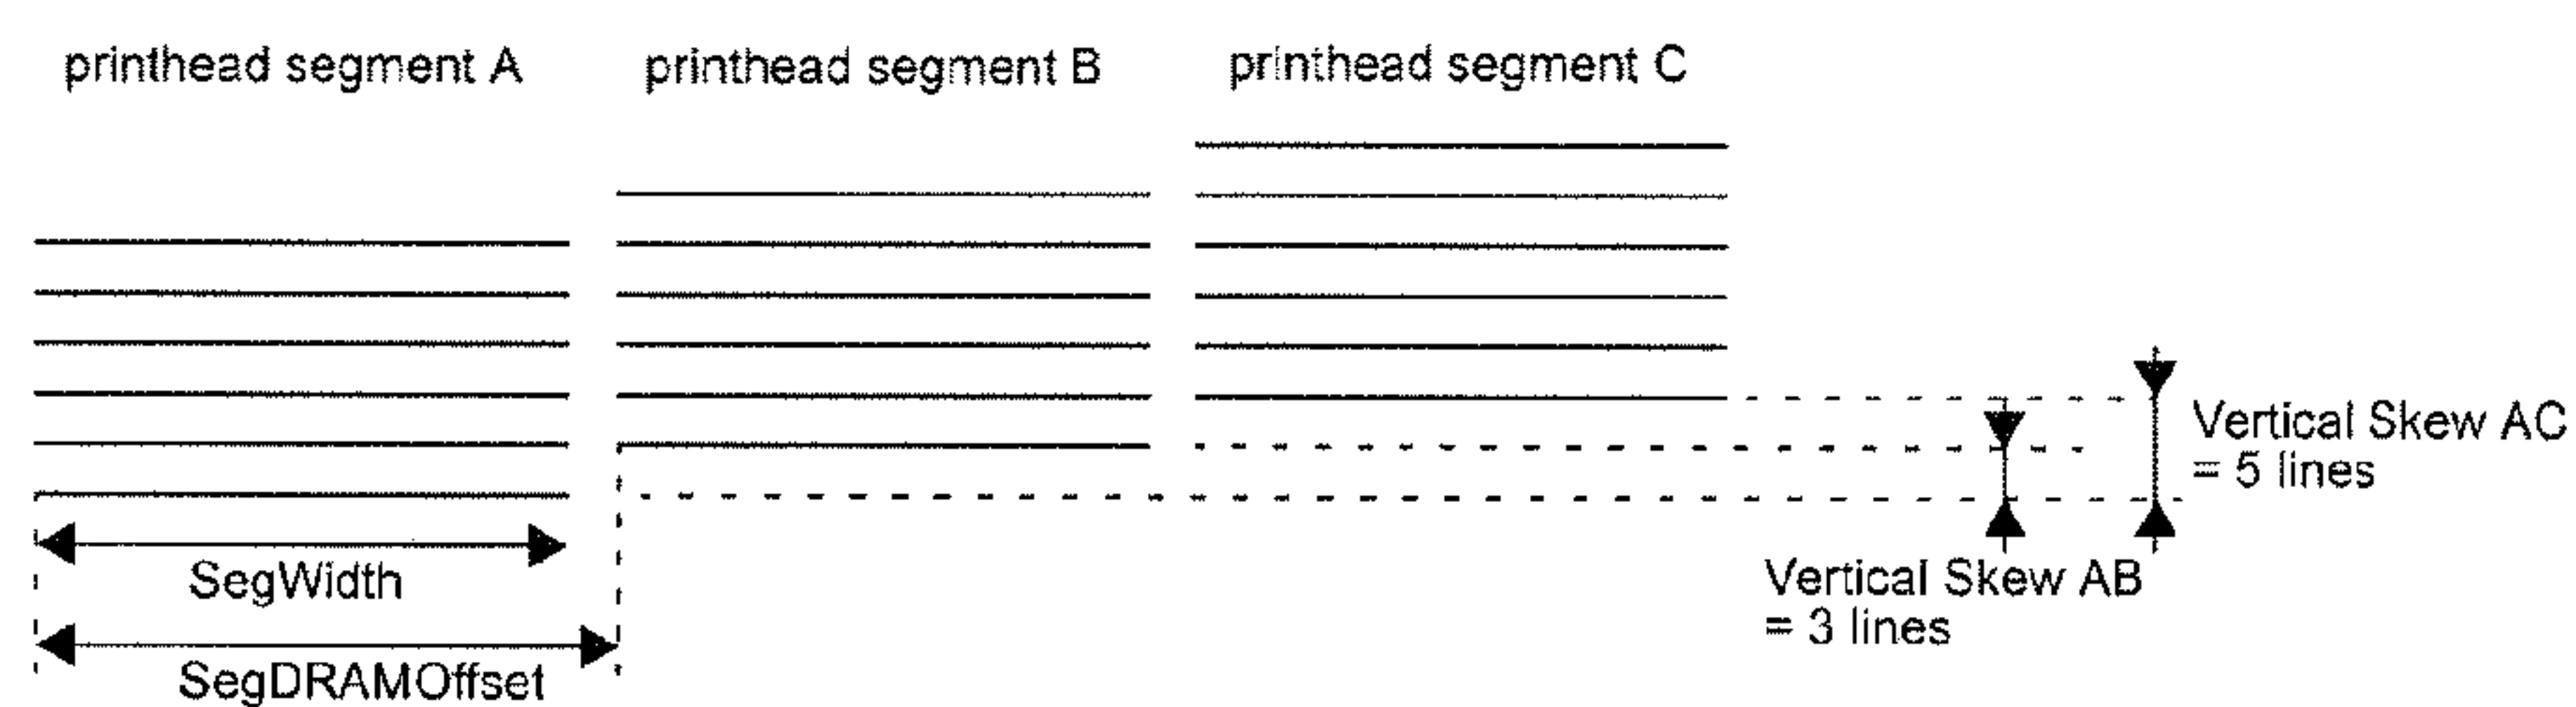 printhead segment A
printhead segment B
printhead segment C
Vertical Skew AC
= 5 lines
SegWidth
Vertical Skew AB
= 3 lines
SegDRAMOffset